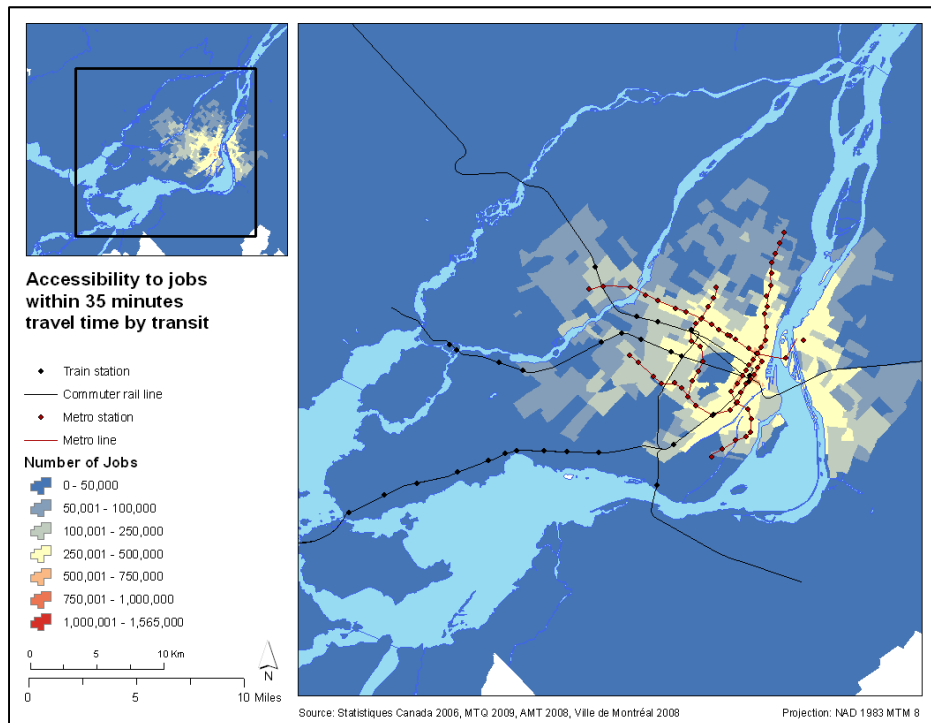 Accessibility to jobs
within 35 minutes
travel time by transit
Train station
Commuter rail line
Metro station
Metro line
Number of Jobs
0 - 50,000
50,001 - 100,000
100,001 - 250,000
250,001 - 500,000
500,001 - 750,000
750,001 - 1,000,000
1,000,001 - 1,565,000
0 5 10 Km
N
0 5 10 Miles
Source: Statistiques Canada 2006, MTQ 2009, AMT 2008, Ville de Montréal 2008 Projection: NAD 1983 MTM 8